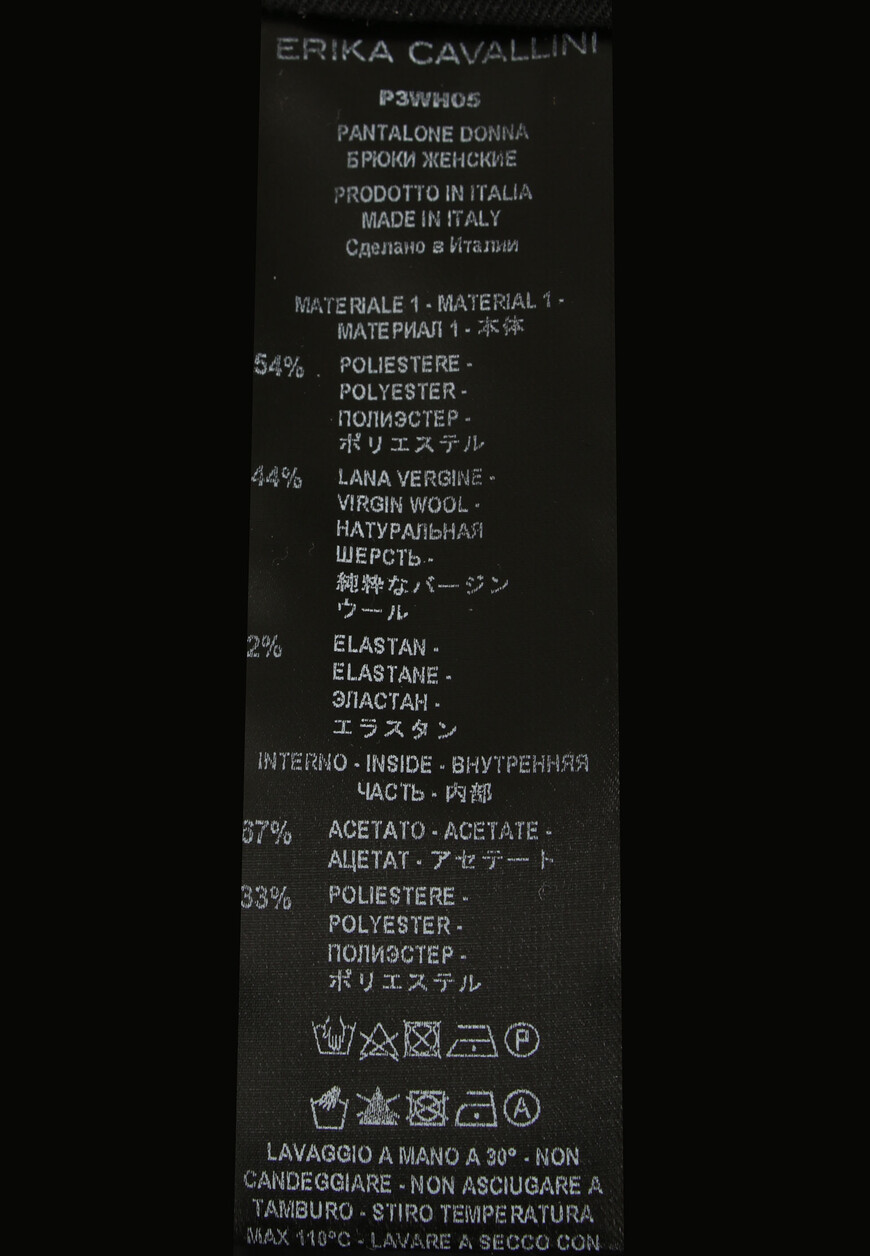 ERIKA CAVALLINI
P3WH05
PANTALONE DONNA
БРЮКИ ЖЕНСКИЕ
PRODOTTO IN ITALIA
MADE IN ITALY
Сделано в Италии
MATERIALE 1 - MATERIAL 1 -
МАТЕРИАЛ 1 - 本体
54% POLIESTERE -
POLYESTER -
ПОЛИЭСТЕР -
ポリエステル
44% LANA VERGINE -
VIRGIN WOOL -
НАТУРАЛЬНАЯ
ШЕРСТЬ -
純粋なバージン
ウール
2% ELASTAN -
ELASTANE -
ЭЛАСТАН -
エラスタン
INTERNO - INSIDE - ВНУТРЕННЯЯ
ЧАСТЬ - 内部
67% ACETATO - ACETATE -
АЦЕТАТ - アセテート
33% POLIESTERE -
POLYESTER -
ПОЛИЭСТЕР -
ポリエステル
P
A
LAVAGGIO A MANO A 30° - NON
CANDEGGIARE - NON ASCIUGARE A
TAMBURO - STIRO TEMPERATURA
MAX 110°C - LAVARE A SECCO CON